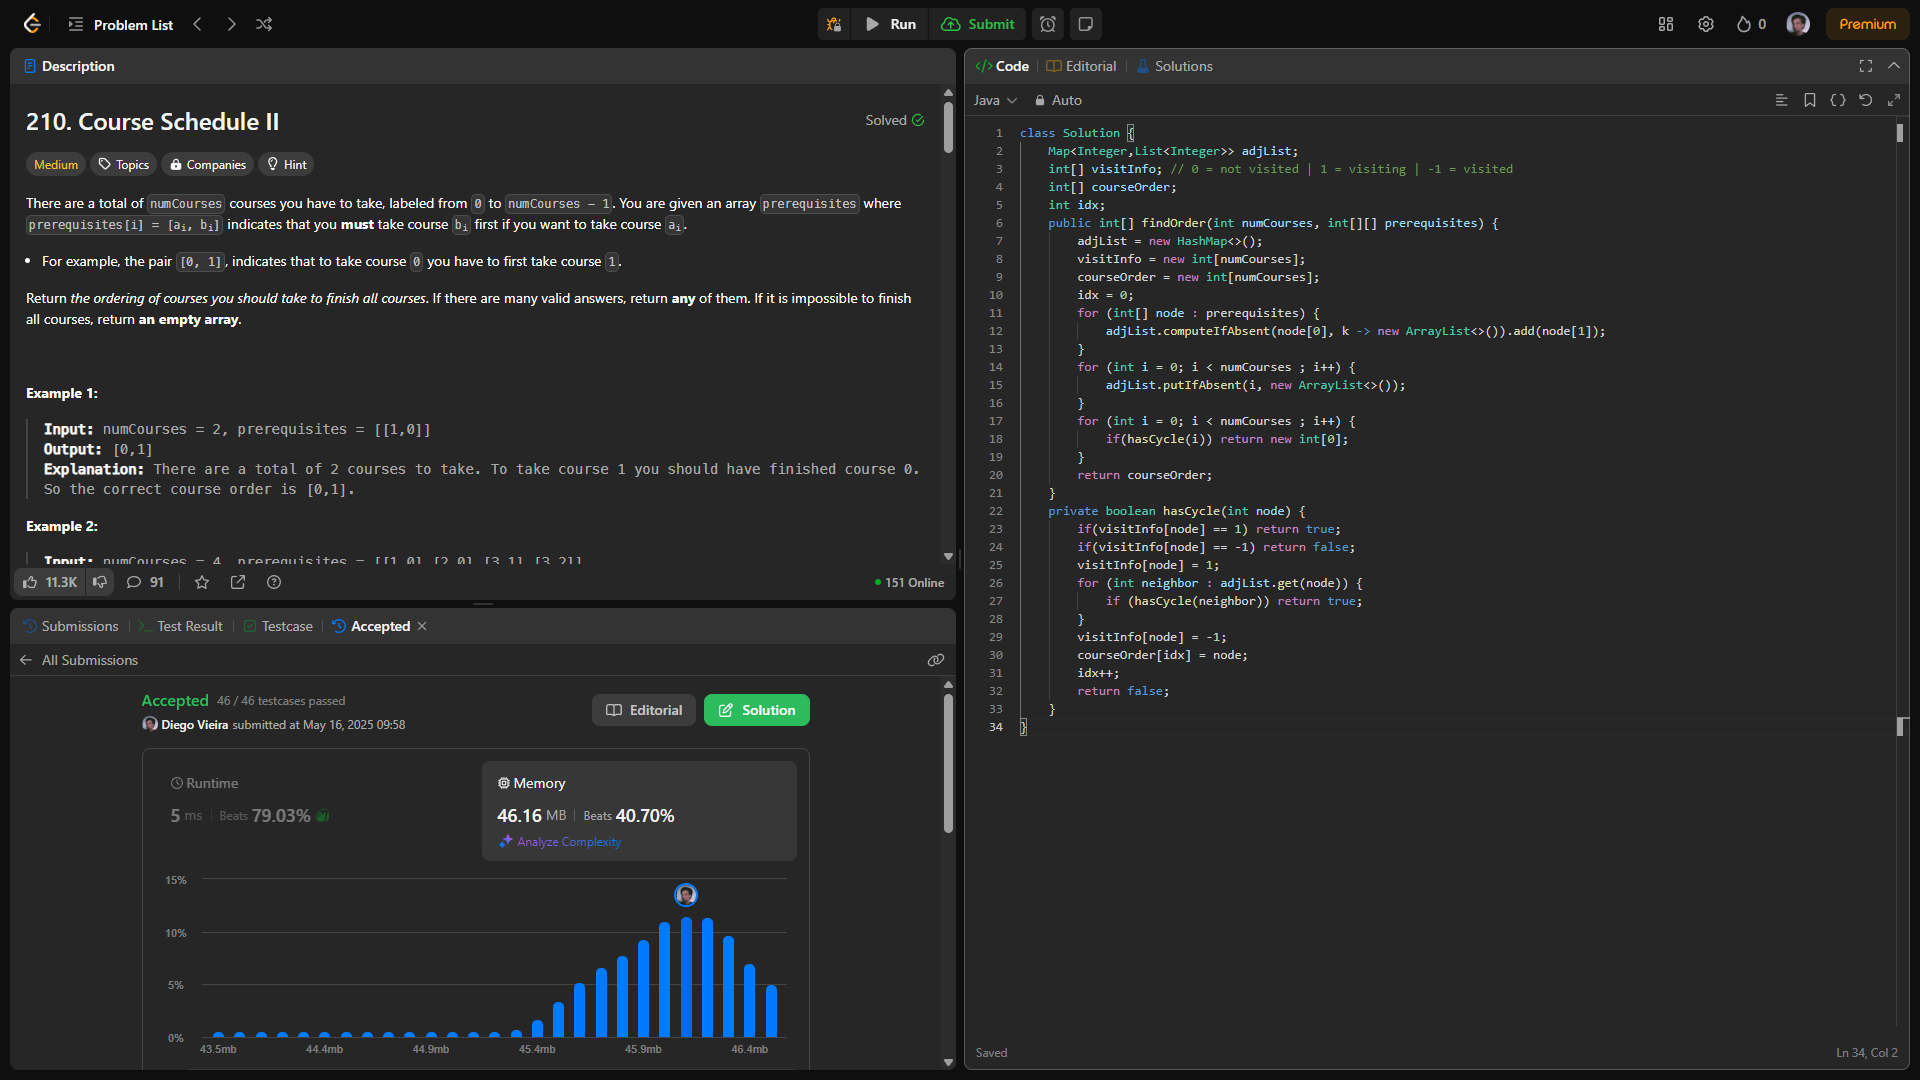 Problem List
Run
Submit
0
Premium
Description
210. Course Schedule II
Solved
Medium
Topics
Companies
Hint
There are a total of numCourses courses you have to take, labeled from 0 to numCourses - 1. You are given an array prerequisites where
prerequisites[i] = [ai, bi] indicates that you must take course bi first if you want to take course ai.
• For example, the pair [0, 1], indicates that to take course 0 you have to first take course 1.
Return the ordering of courses you should take to finish all courses. If there are many valid answers, return any of them. If it is impossible to finish
all courses, return an empty array.
Example 1:
Input: numCourses = 2, prerequisites = [[1,0]]
Output: [0,1]
Explanation: There are a total of 2 courses to take. To take course 1 you should have finished course 0.
So the correct course order is [0,1].
Example 2:
Input: numCourses = 4, prerequisites = [[1,0],[2,0],[3,1],[3,2]]
11.3K
91
151 Online
Submissions
Test Result
Testcase
Accepted
All Submissions
Accepted 46 / 46 testcases passed
Diego Vieira submitted at May 16, 2025 09:58
Editorial
Solution
Runtime
5 ms | Beats 79.03%
Memory
46.16 MB | Beats 40.70%
Analyze Complexity
15%
10%
5%
0%
43.5mb
44.4mb
44.9mb
45.4mb
45.9mb
46.4mb
</> Code
Editorial
Solutions
Java
Auto
1 class Solution {
2 Map<Integer,List<Integer>> adjList;
3 int[] visitInfo; // 0 = not visited | 1 = visiting | -1 = visited
4 int[] courseOrder;
5 int idx;
6 public int[] findOrder(int numCourses, int[][] prerequisites) {
7 adjList = new HashMap<>();
8 visitInfo = new int[numCourses];
9 courseOrder = new int[numCourses];
10 idx = 0;
11 for (int[] node : prerequisites) {
12 adjList.computeIfAbsent(node[0], k -> new ArrayList<>()).add(node[1]);
13 }
14 for (int i = 0; i < numCourses ; i++) {
15 adjList.putIfAbsent(i, new ArrayList<>());
16 }
17 for (int i = 0; i < numCourses ; i++) {
18 if(hasCycle(i)) return new int[0];
19 }
20 return courseOrder;
21 }
22 private boolean hasCycle(int node) {
23 if(visitInfo[node] == 1) return true;
24 if(visitInfo[node] == -1) return false;
25 visitInfo[node] = 1;
26 for (int neighbor : adjList.get(node)) {
27 if (hasCycle(neighbor)) return true;
28 }
29 visitInfo[node] = -1;
30 courseOrder[idx] = node;
31 idx++;
32 return false;
33 }
34 }
Saved
Ln 34, Col 2